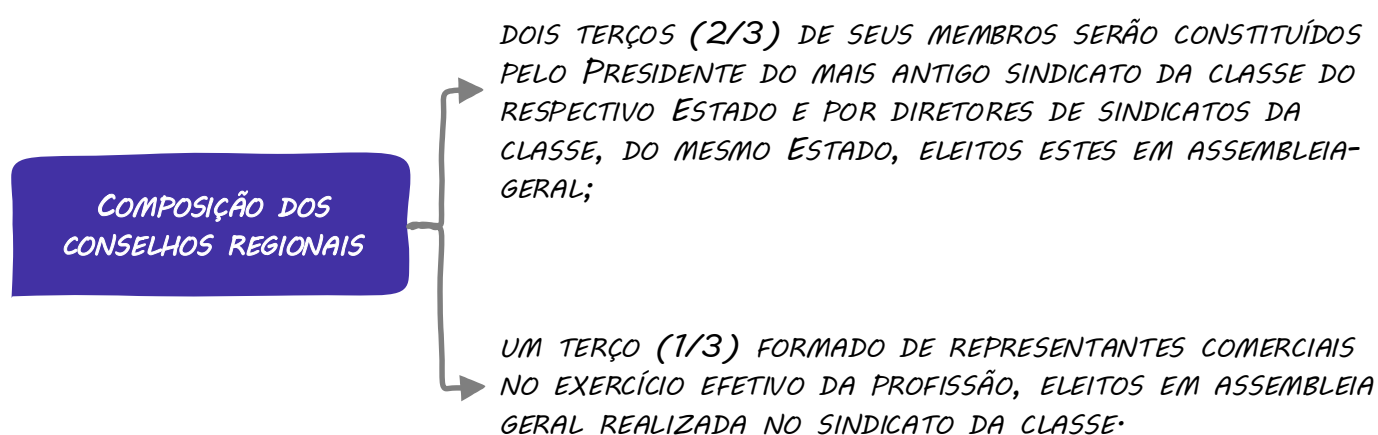 Composição dos
conselhos regionais
dois terços (2/3) de seus membros serão constituídos
pelo Presidente do mais antigo sindicato da classe do
respectivo Estado e por diretores de sindicatos da
classe, do mesmo Estado, eleitos estes em assembleia-
geral;
um terço (1/3) formado de representantes comerciais
no exercício efetivo da profissão, eleitos em assembleia
geral realizada no sindicato da classe.